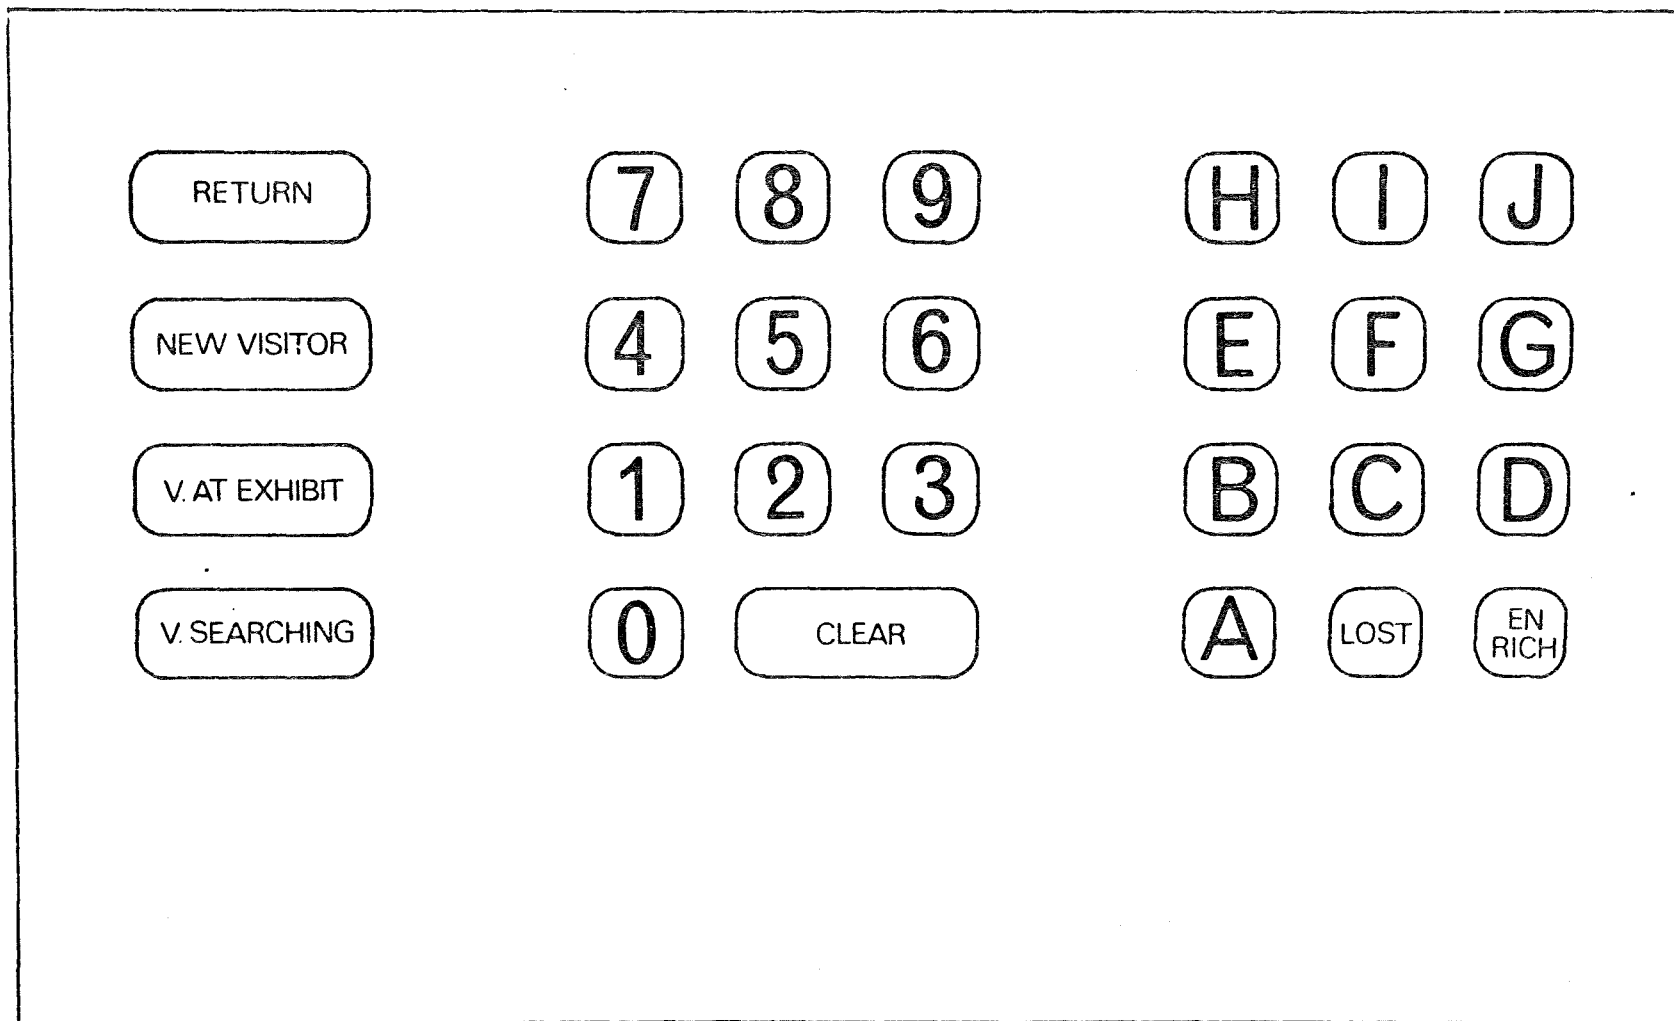 RETURN 7 8 9 H I J
NEW VISITOR 4 5 6 E F G
V. AT EXHIBIT 1 2 3 B C D
V. SEARCHING 0 CLEAR A LOST EN
RICH